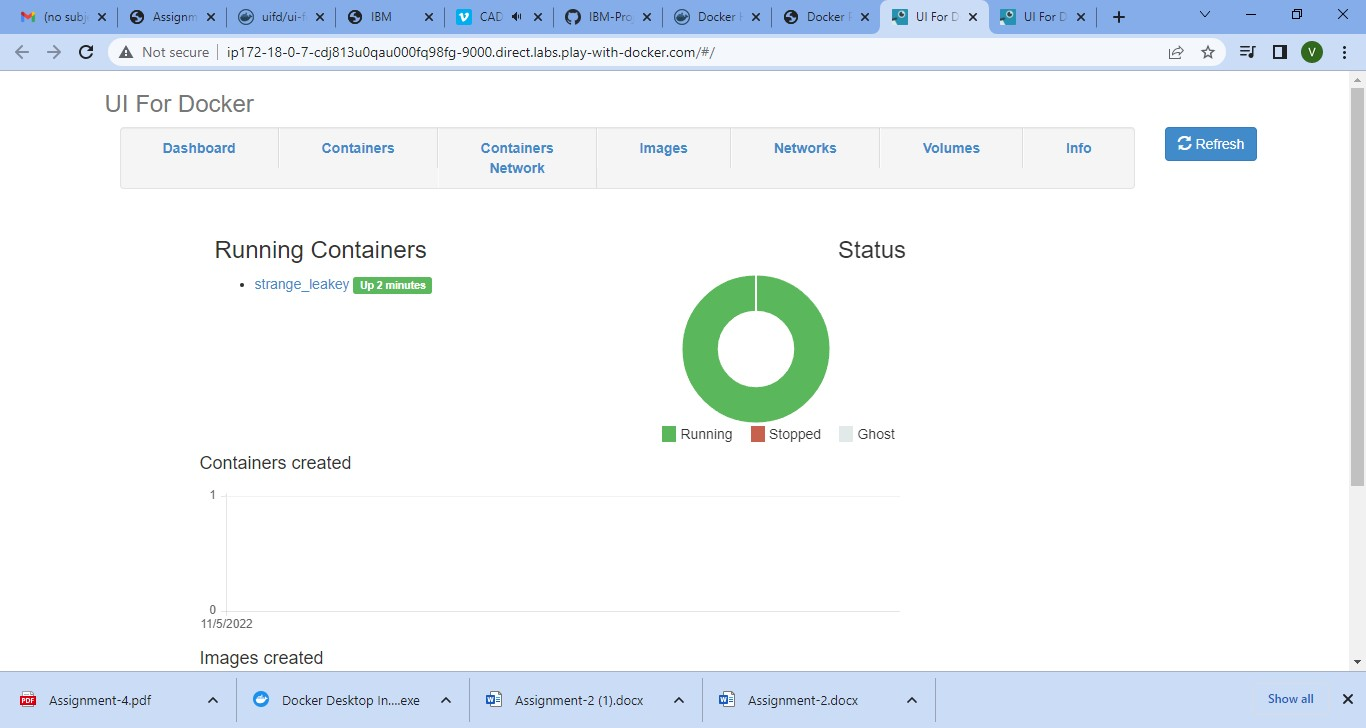 (no subj
Assignm
uifd/ui-f
IBM
CAD
IBM-Pro
Docker
Docker
UI For D
UI For D
Not secure
ip172-18-0-7-cdj813u0qau000fq98fg-9000.direct.labs.play-with-docker.com/#/
V
UI For Docker
Dashboard
Containers
Containers Network
Images
Networks
Volumes
Info
Refresh
Running Containers
strange_leakey Up 2 minutes
Status
Running
Stopped
Ghost
Containers created
1
0
11/5/2022
Images created
PDF
Assignment-4.pdf
Docker Desktop In....exe
Assignment-2 (1).docx
Assignment-2.docx
Show all